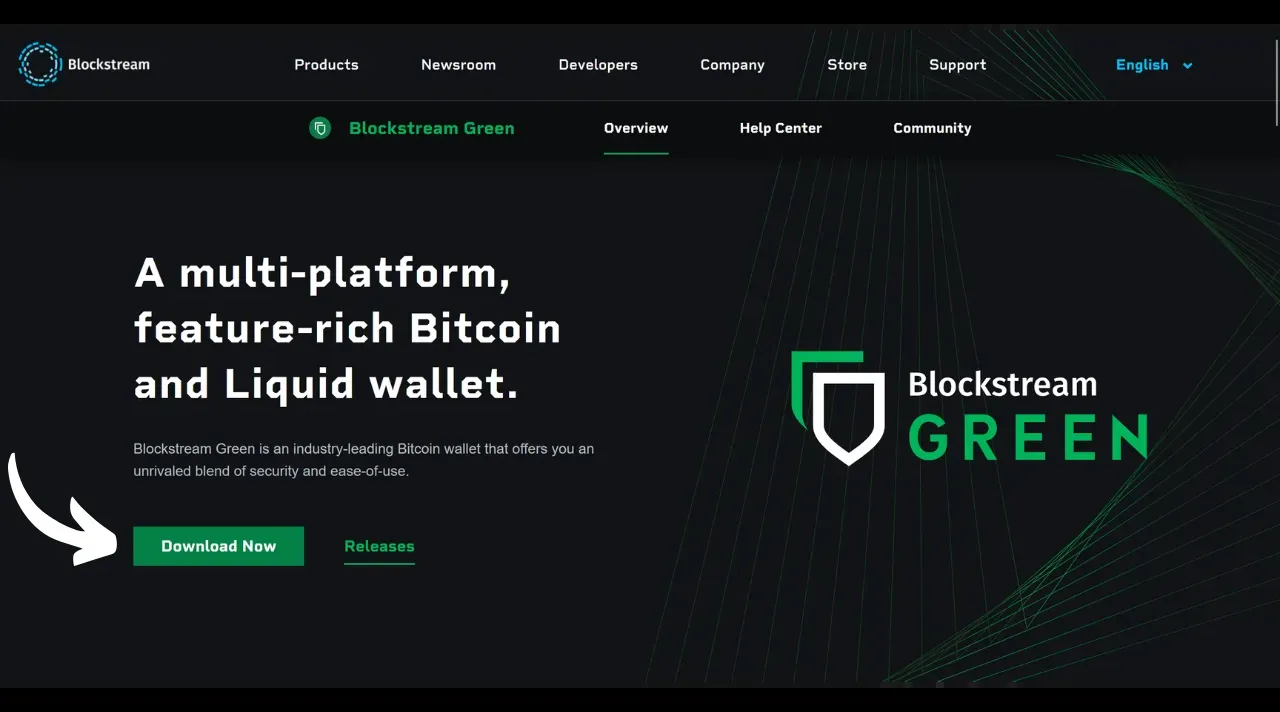 Blockstream
Products Newsroom Developers Company Store Support English
Blockstream Green Overview Help Center Community
A multi-platform,
feature-rich Bitcoin
and Liquid wallet.
Blockstream Green is an industry-leading Bitcoin wallet that offers you an
unrivaled blend of security and ease-of-use.
Download Now Releases
Blockstream
GREEN